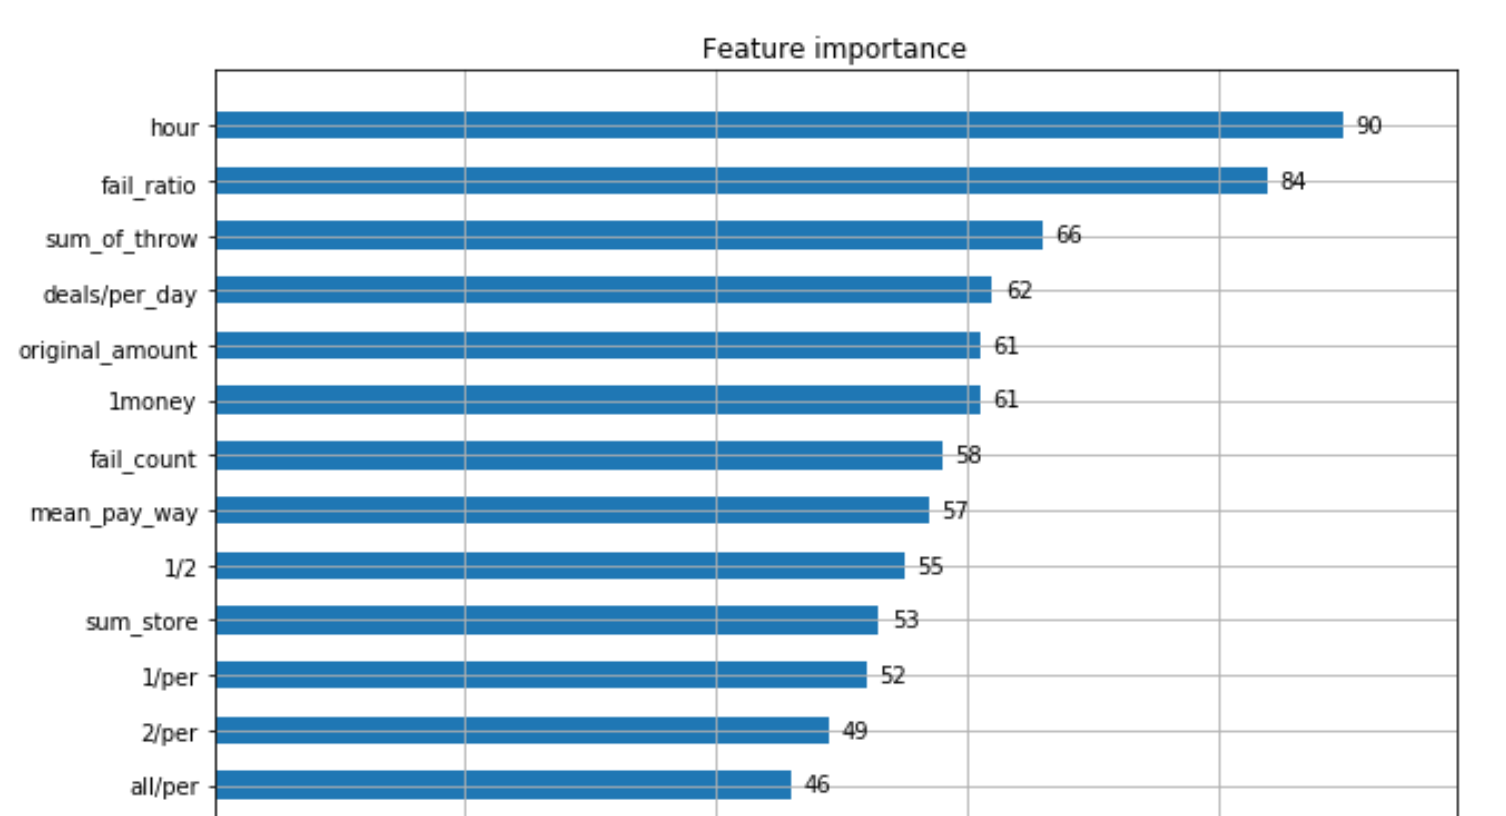 Feature importance
hour 90
fail_ratio 84
sum_of_throw 66
deals/per_day 62
original_amount 61
1money 61
fail_count 58
mean_pay_way 57
1/2 55
sum_store 53
1/per 52
2/per 49
all/per 46